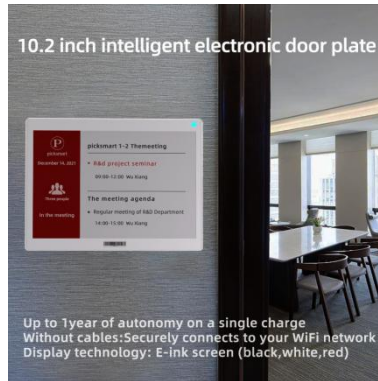 10.2 inch intelligent electronic door plate
P
picksmart
December 14, 2021
Three people
In the meeting
picksmart 1-2 Themeeting
• R&d project seminar
09:00-12:00 Wu Xiang
The meeting agenda
• Regular meeting of R&D Department
14:00-15:00 Wu Xiang
Up to 1year of autonomy on a single charge
Without cables:Securely connects to your WiFi network
Display technology: E-ink screen (black,white,red)